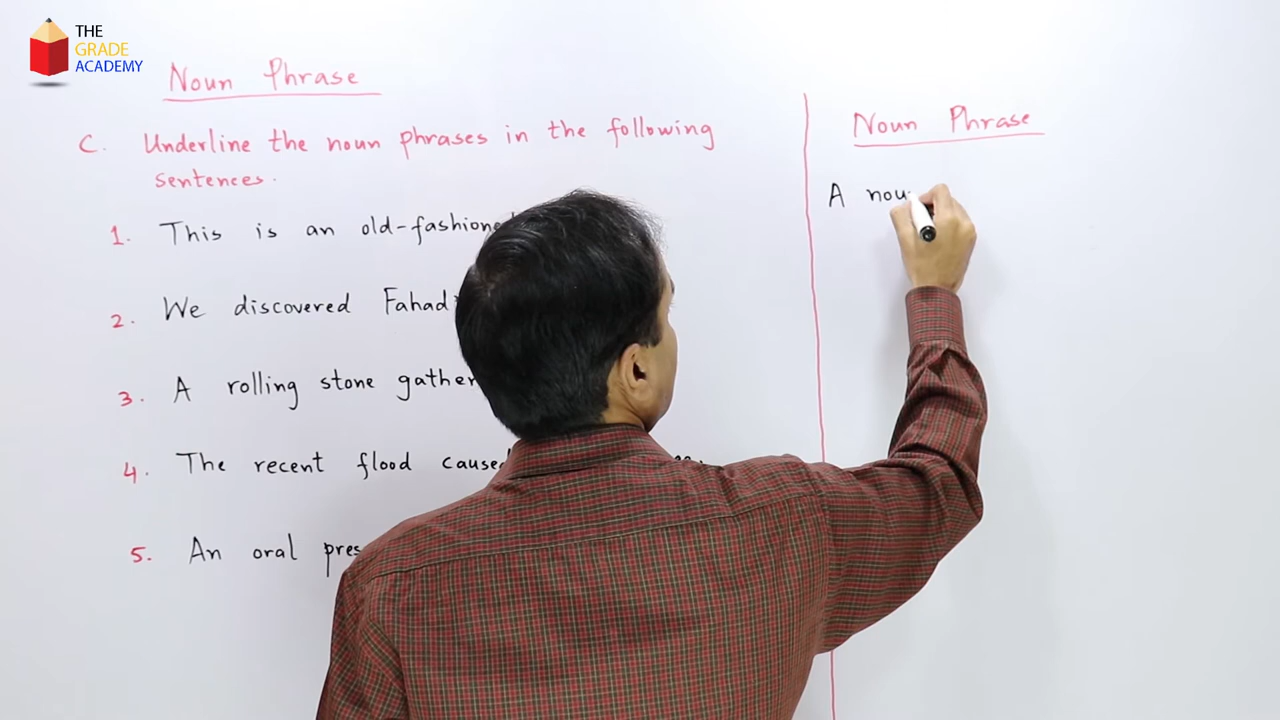 THE
GRADE
ACADEMY
Noun Phrase
C. Underline the noun phrases in the following
sentences.
1. This is an old-fashione
2. We discovered Fahad'
3. A rolling stone gather
4. The recent flood cause
5. An oral pres
Noun Phrase
A nou